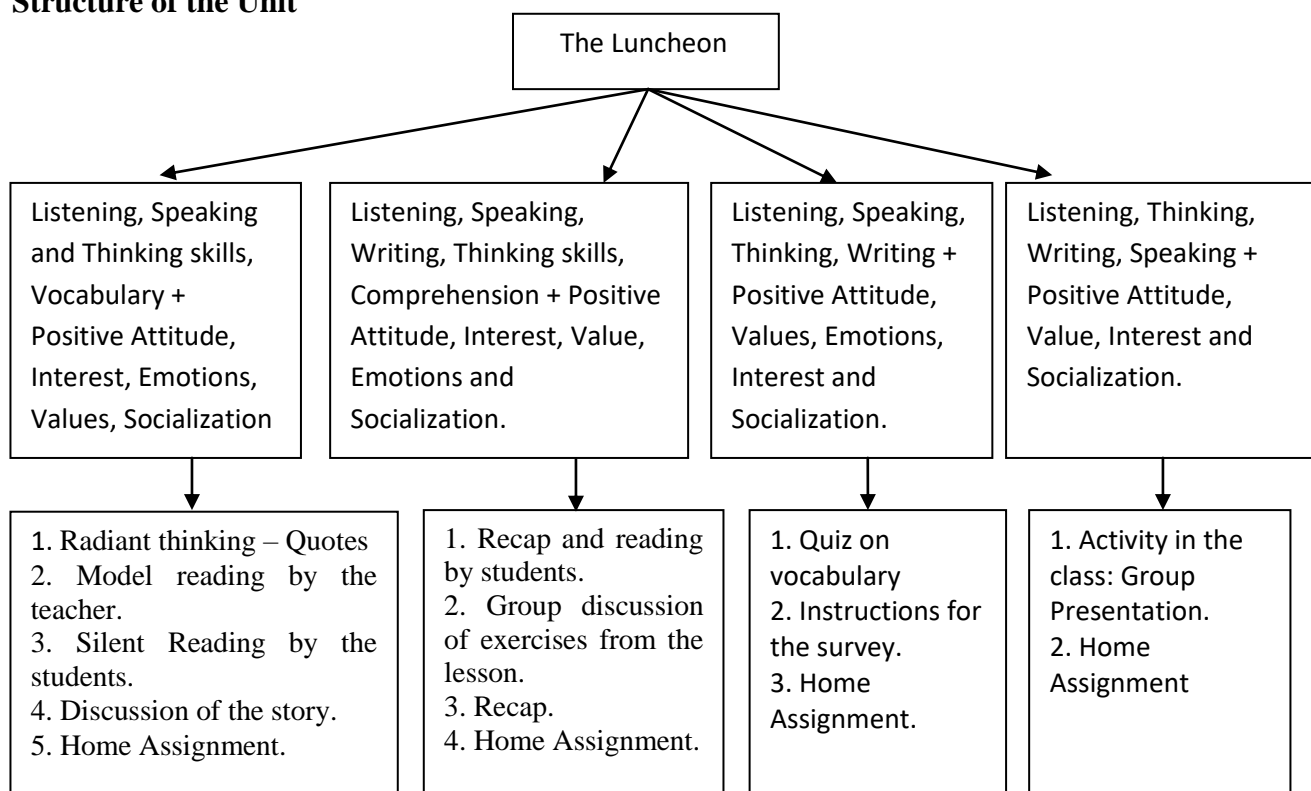 Structure of the Unit
The Luncheon
Listening, Speaking
and Thinking skills,
Vocabulary +
Positive Attitude,
Interest, Emotions,
Values, Socialization
Listening, Speaking,
Writing, Thinking skills,
Comprehension + Positive
Attitude, Interest, Value,
Emotions and
Socialization.
Listening, Speaking,
Thinking, Writing +
Positive Attitude,
Values, Emotions,
Interest and
Socialization.
Listening, Thinking,
Writing, Speaking +
Positive Attitude,
Value, Interest and
Socialization.
1. Radiant thinking – Quotes
2. Model reading by the
teacher.
3. Silent Reading by the
students.
4. Discussion of the story.
5. Home Assignment.
1. Recap and reading
by students.
2. Group discussion
of exercises from the
lesson.
3. Recap.
4. Home Assignment.
1. Quiz on
vocabulary
2. Instructions for
the survey.
3. Home
Assignment.
1. Activity in the
class: Group
Presentation.
2. Home
Assignment